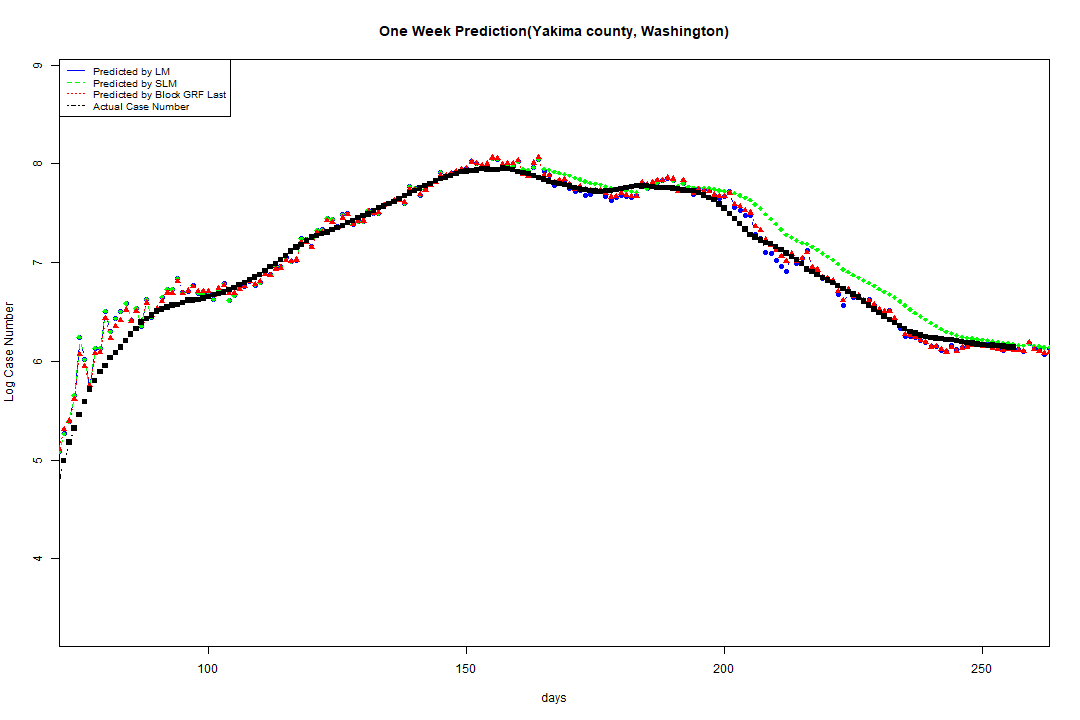 One Week Prediction(Yakima county, Washington)
Predicted by LM
Predicted by SLM
Predicted by Block GRF Last
Actual Case Number
9
8
7
6
5
4
Log Case Number
100 150 200 250
days